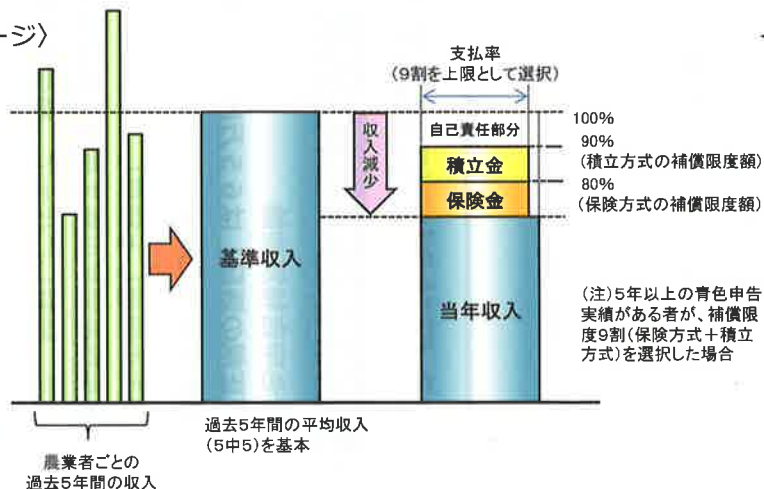 ージ〉
支払率
（9割を上限として選択）
100%
自己責任部分
90%
（積立方式の補償限度額）
積立金
80%
（保険方式の補償限度額）
保険金
収入減少
基準収入
当年収入
（注）5年以上の青色申告
実績がある者が、補償限
度9割（保険方式＋積立
方式）を選択した場合
過去5年間の平均収入
（5中5）を基本
農業者ごとの
過去5年間の収入